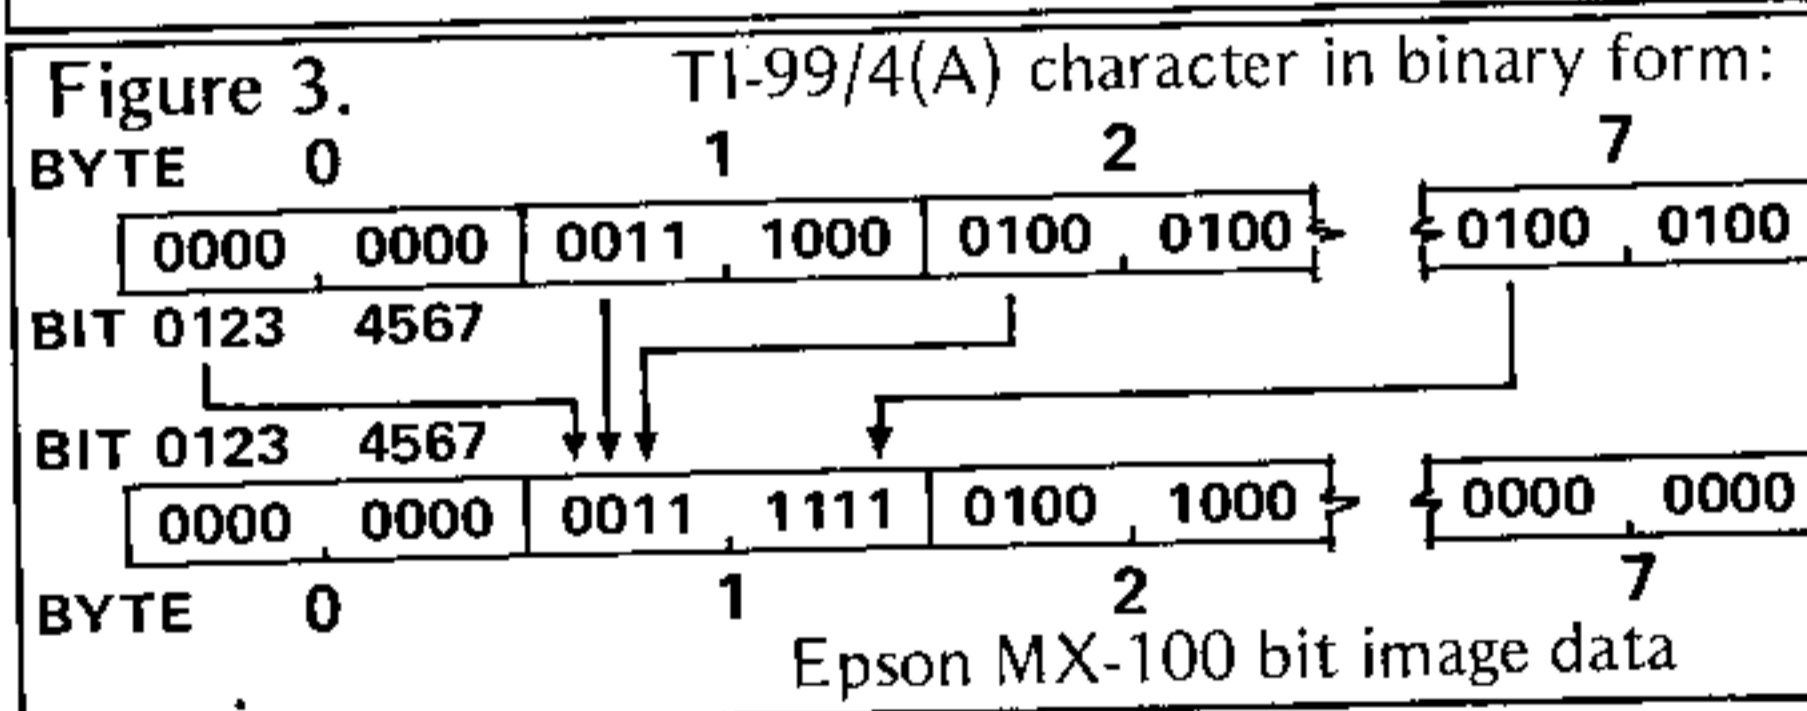 Figure 3. TI-99/4(A) character in binary form:
BYTE 0 1 2 7
0000 0000 0011 1000 0100 0100 0100 0100
BIT 0123 4567
BIT 0123 4567
0000 0000 0011 1111 0100 1000 0000 0000
BYTE 0 1 2 7
Epson MX-100 bit image data